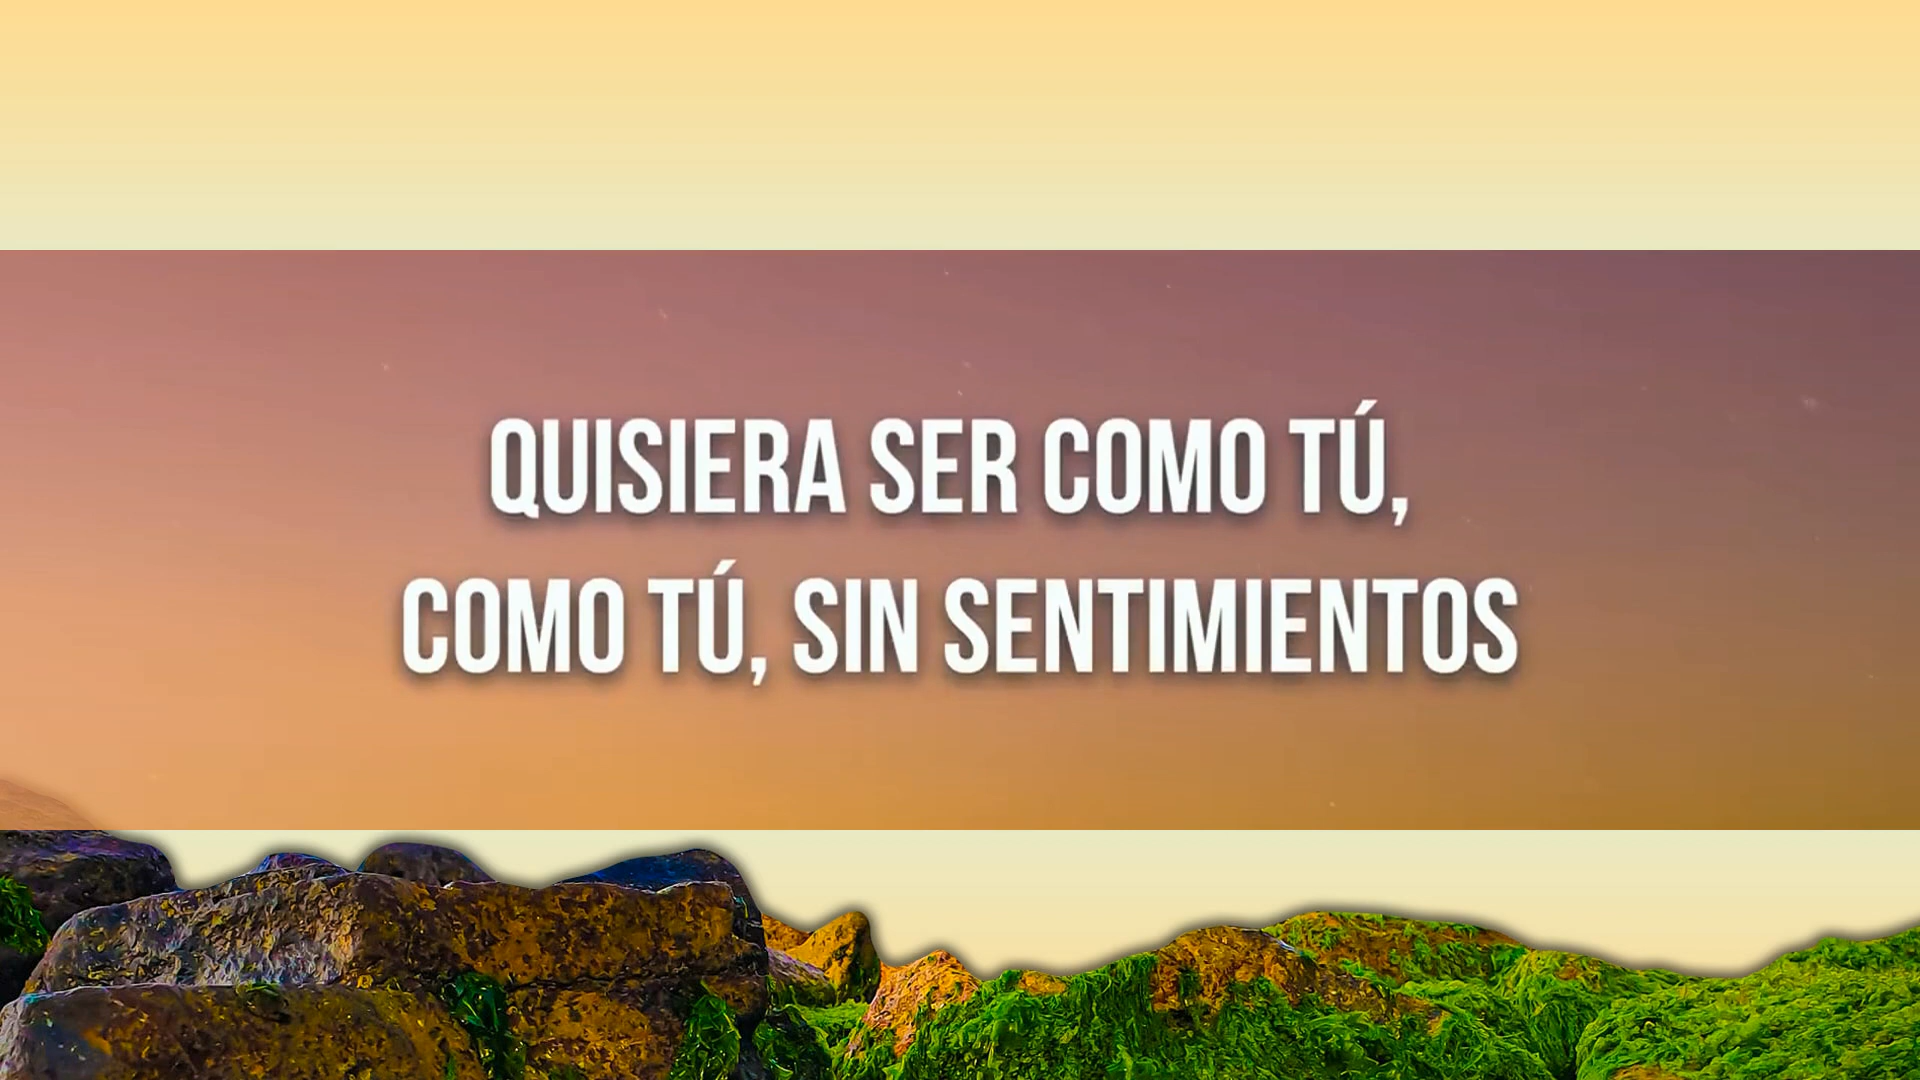 QUISIERA SER COMO TÚ,
COMO TÚ, SIN SENTIMIENTOS